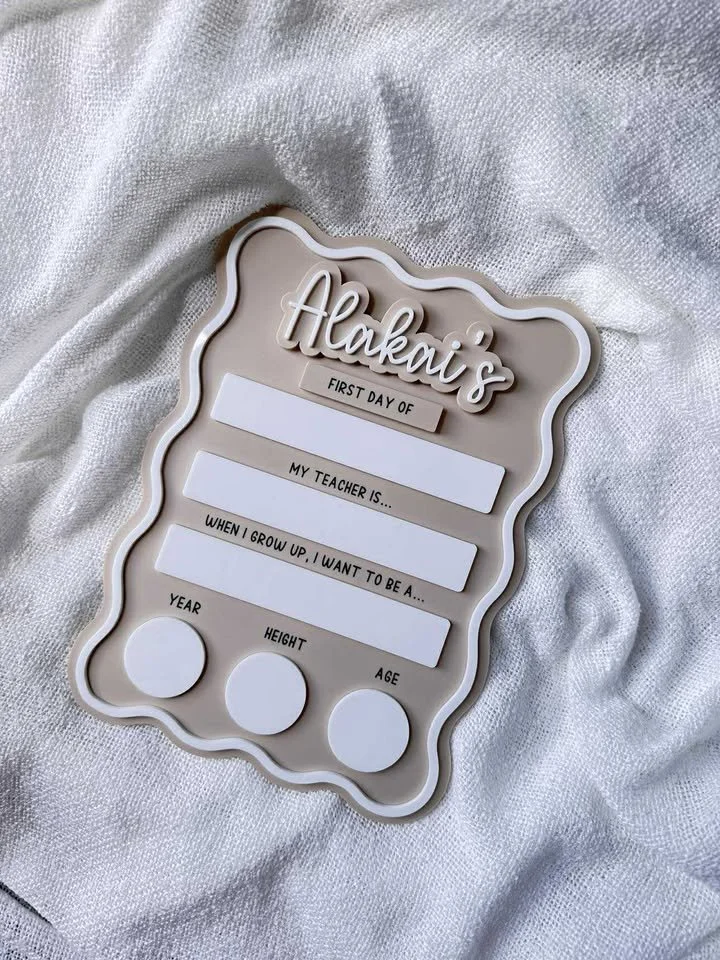 Alakai's
FIRST DAY OF
MY TEACHER IS...
WHEN I GROW UP, I WANT TO BE A...
YEAR
HEIGHT
AGE